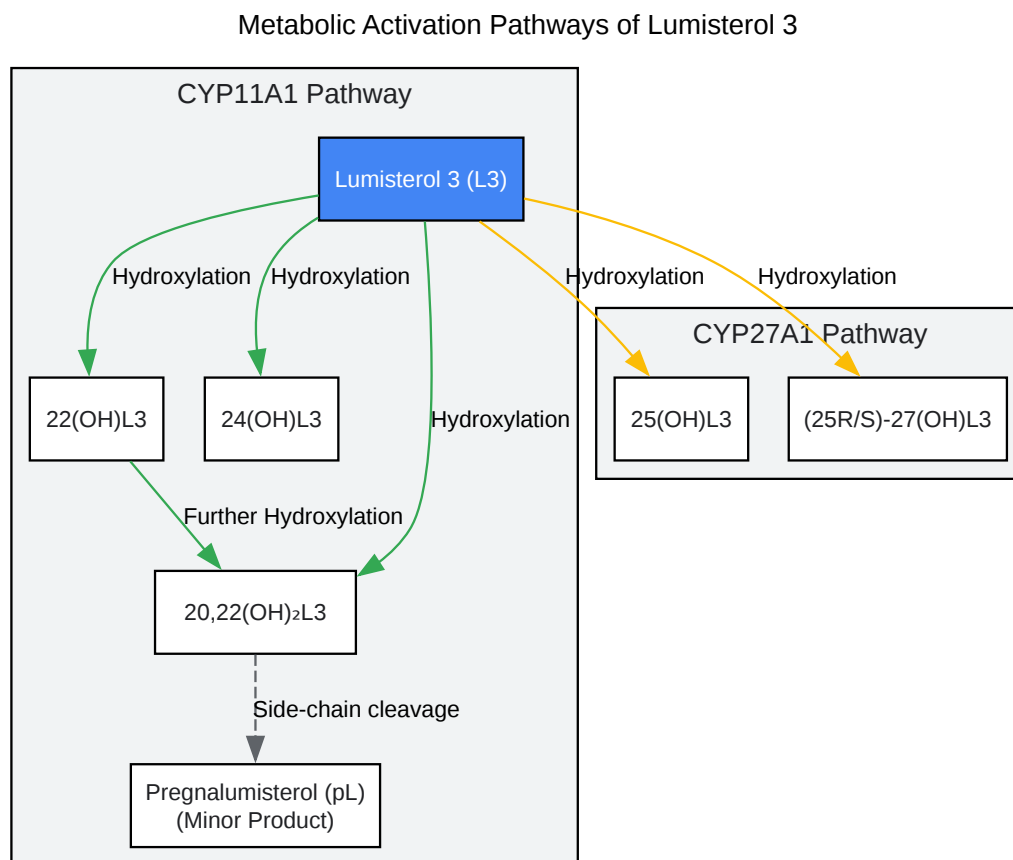 Metabolic Activation Pathways of Lumisterol 3
CYP11A1 Pathway
Lumisterol 3 (L3)
Hydroxylation
Hydroxylation
Hydroxylation
Hydroxylation
CYP27A1 Pathway
22(OH)L3
24(OH)L3
Hydroxylation
25(OH)L3
(25R/S)-27(OH)L3
Further Hydroxylation
20,22(OH)₂L3
Side-chain cleavage
Pregnalumisterol (pL)
(Minor Product)